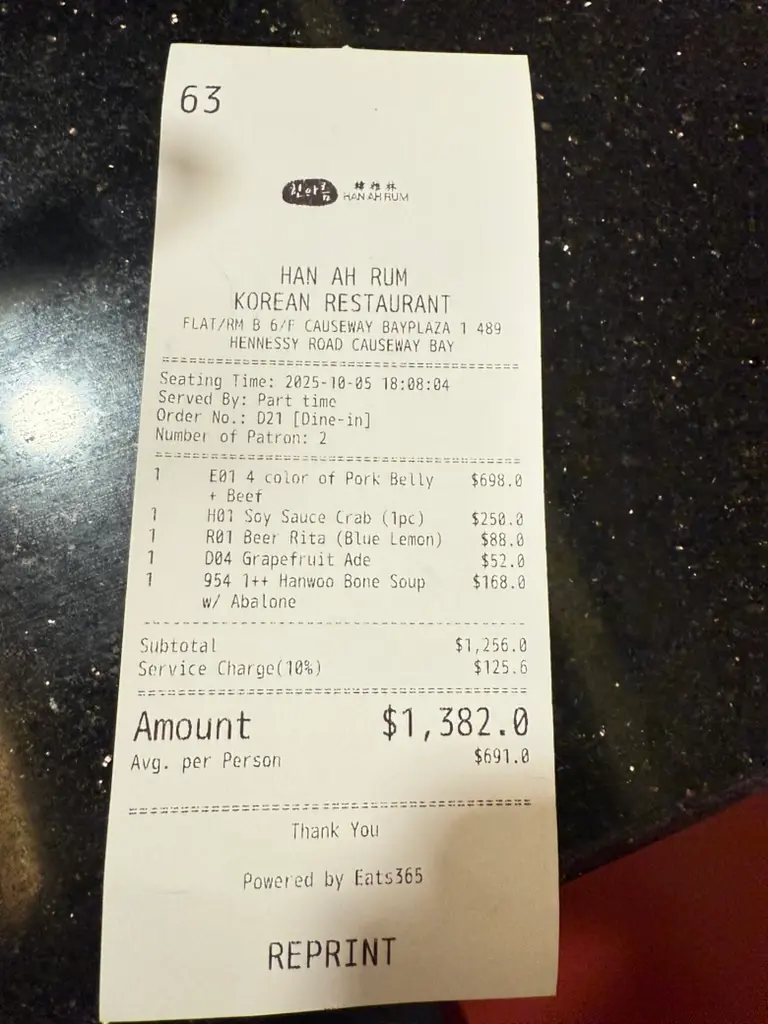 63
한아름 韓雅林
HAN AH RUM
HAN AH RUM
KOREAN RESTAURANT
FLAT/RM B 6/F CAUSEWAY BAYPLAZA 1 489
HENNESSY ROAD CAUSEWAY BAY
Seating Time: 2025-10-05 18:08:04
Served By: Part time
Order No.: D21 [Dine-in]
Number of Patron: 2
1 E01 4 color of Pork Belly $698.0
+ Beef
1 H01 Soy Sauce Crab (1pc) $250.0
1 R01 Beer Rita (Blue Lemon) $88.0
1 D04 Grapefruit Ade $52.0
1 954 1++ Hanwoo Bone Soup $168.0
w/ Abalone
Subtotal $1,256.0
Service Charge(10%) $125.6
Amount $1,382.0
Avg. per Person $691.0
Thank You
Powered by Eats365
REPRINT